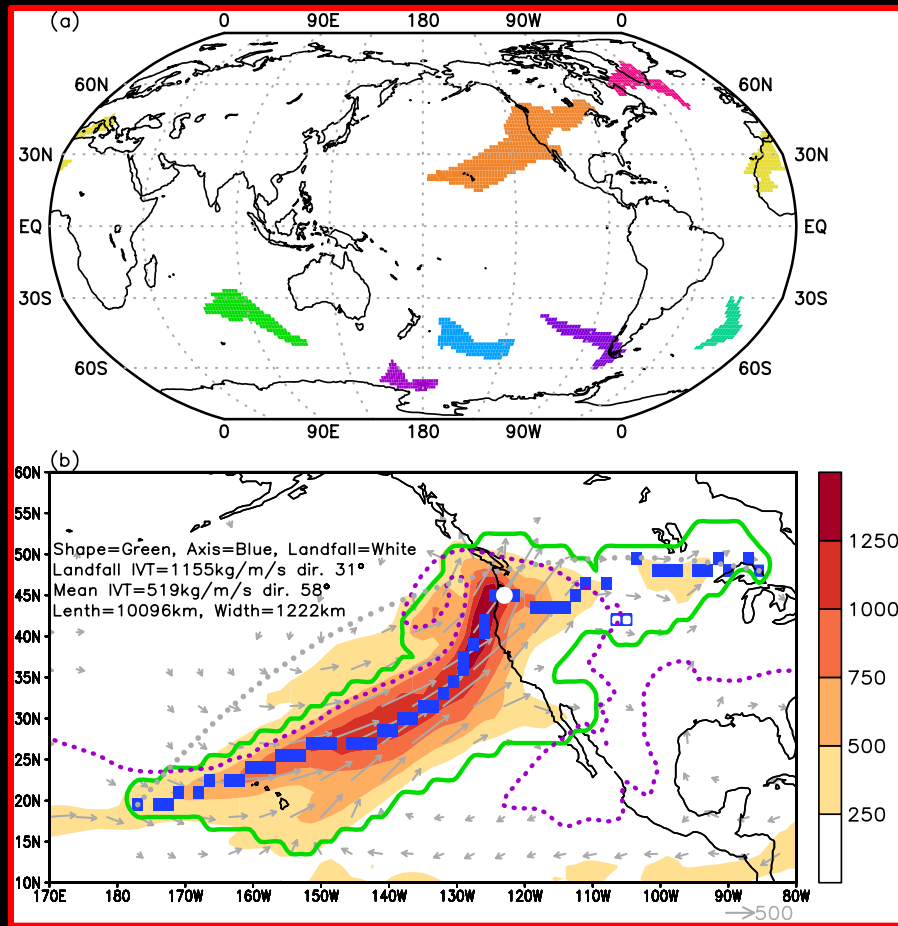 (a)
0 90E 180 90W 0
60N 60N
30N 30N
EQ EQ
30S 30S
60S 60S
0 90E 180 90W 0
(b)
60N
50N
45N
40N
35N
30N
25N
20N
15N
10N
Shape=Green, Axis=Blue, Landfall=White
Landfall IVT=1155kg/m/s dir. 31°
Mean IVT=519kg/m/s dir. 58°
Lenth=10096km, Width=1222km
170E 180 170W 160W 150W 140W 130W 120W 110W 100W 90W 80W
1250
1000
750
500
250
500